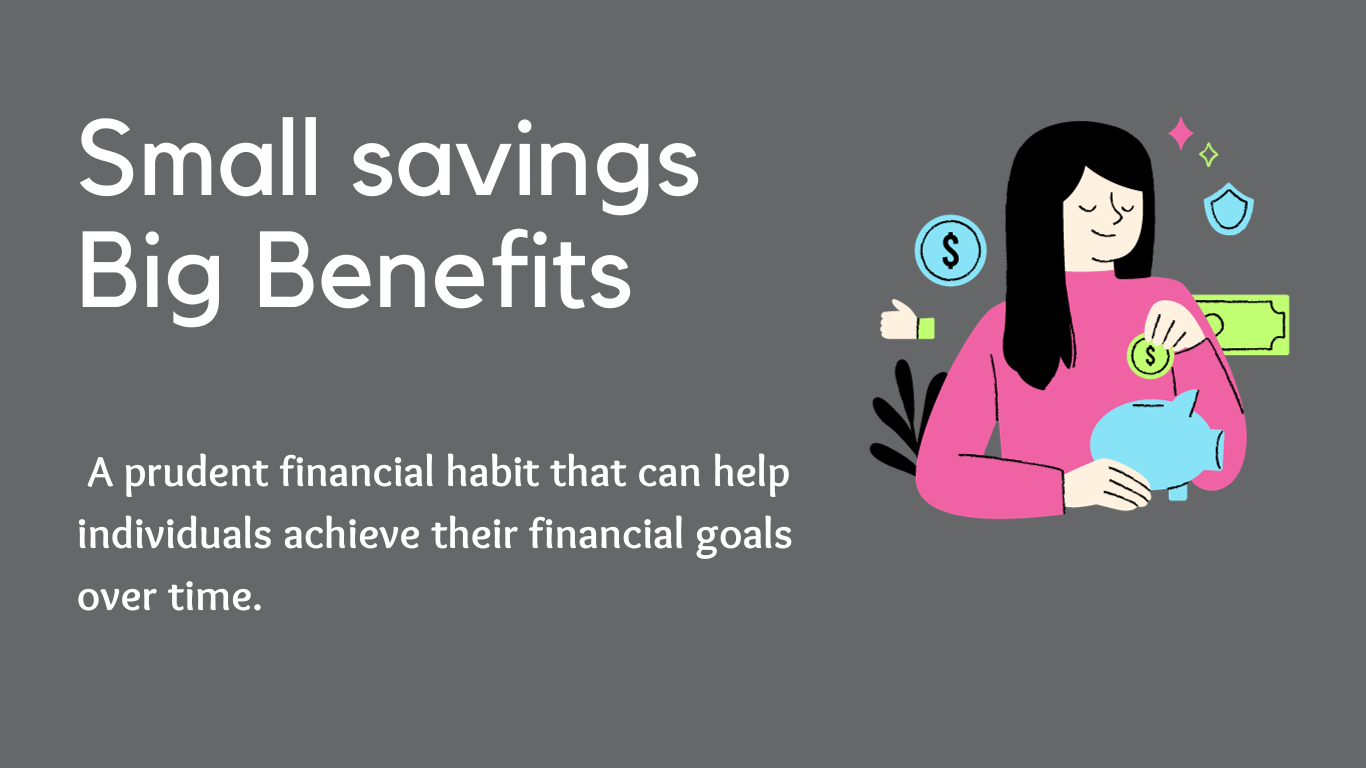 Small savings
Big Benefits
A prudent financial habit that can help
individuals achieve their financial goals
over time.
$
$